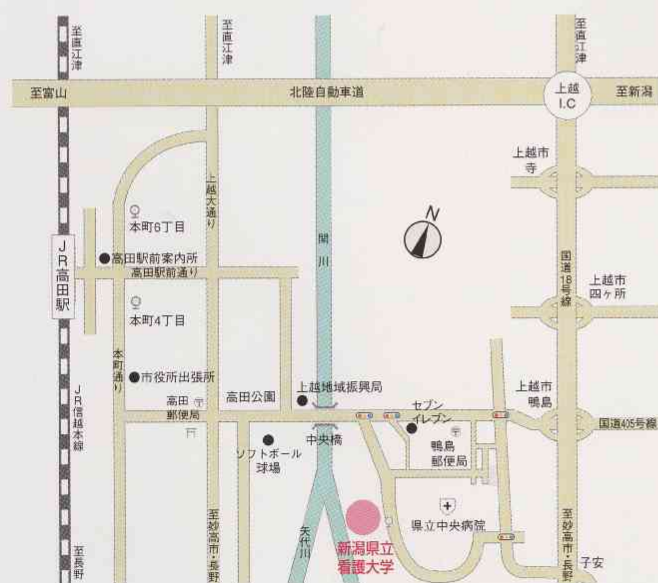 至直江津
至直江津
至直江津
至富山
北陸自動車道
上越
I.C
至新潟
上越市
寺
上越大通り
本町6丁目
関川
N
JR高田駅
高田駅前案内所
高田駅前通り
国道18号線
上越市
四ヶ所
本町4丁目
本町通り
市役所出張所
上越地域振興局
上越市
鴨島
JR信越本線
高田
郵便局
高田公園
セブン
イレブン
国道405号線
中央橋
鴨島
郵便局
ソフトボール
球場
県立中央病院
矢代川
新潟県立
看護大学
至長野
至妙高市・長野
至妙高市・長野
子安